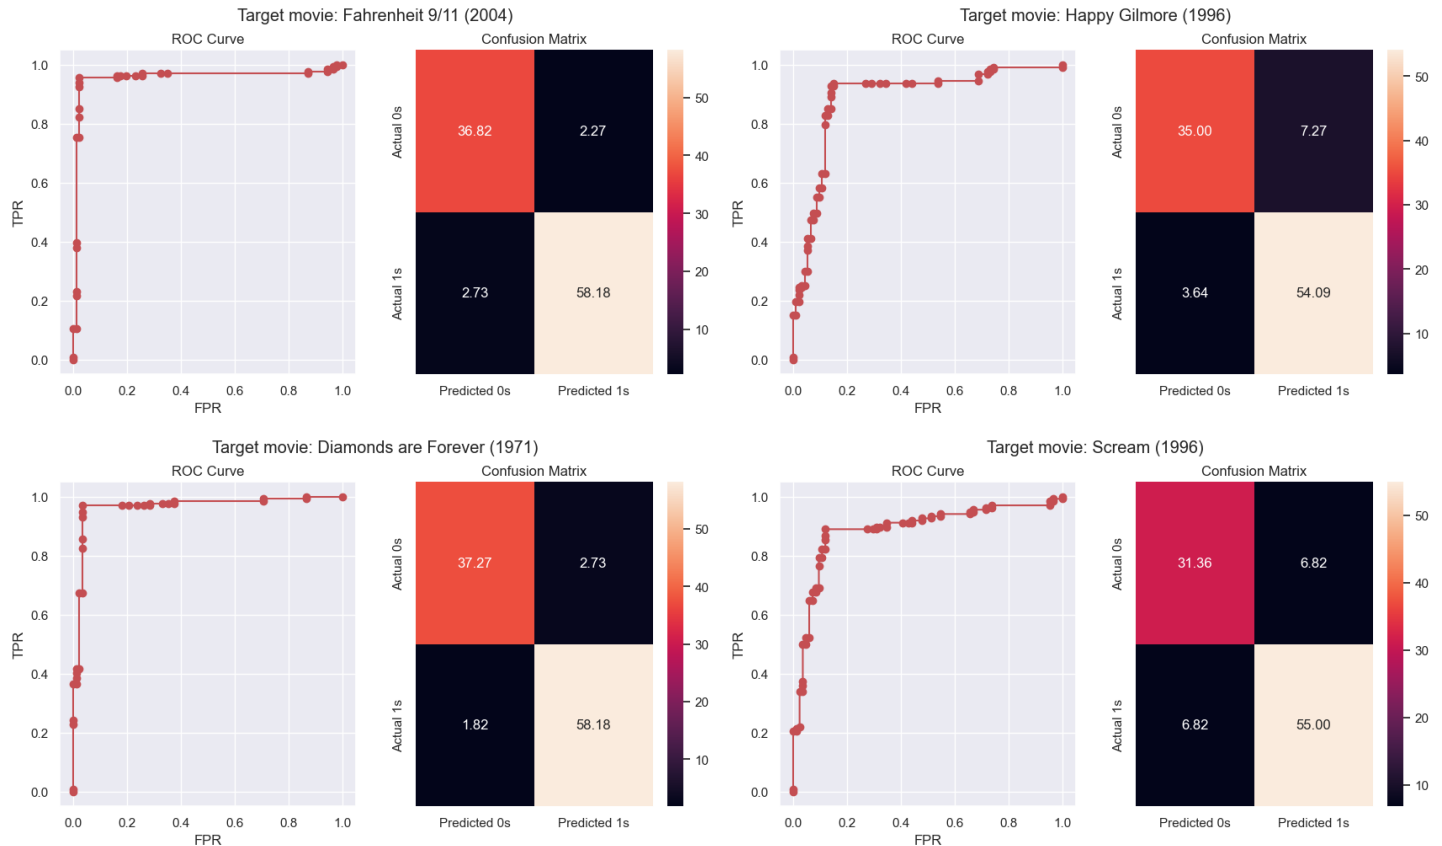 Target movie: Fahrenheit 9/11 (2004)
ROC Curve
Confusion Matrix
1.0
0.8
0.6
0.4
0.2
0.0
TPR
0.0 0.2 0.4 0.6 0.8 1.0
FPR
Actual 0s
Actual 1s
36.82 2.27
2.73 58.18
Predicted 0s Predicted 1s
50
40
30
20
10
Target movie: Happy Gilmore (1996)
ROC Curve
Confusion Matrix
1.0
0.8
0.6
0.4
0.2
0.0
TPR
0.0 0.2 0.4 0.6 0.8 1.0
FPR
Actual 0s
Actual 1s
35.00 7.27
3.64 54.09
Predicted 0s Predicted 1s
50
40
30
20
10
Target movie: Diamonds are Forever (1971)
ROC Curve
Confusion Matrix
1.0
0.8
0.6
0.4
0.2
0.0
TPR
0.0 0.2 0.4 0.6 0.8 1.0
FPR
Actual 0s
Actual 1s
37.27 2.73
1.82 58.18
Predicted 0s Predicted 1s
50
40
30
20
10
Target movie: Scream (1996)
ROC Curve
Confusion Matrix
1.0
0.8
0.6
0.4
0.2
0.0
TPR
0.0 0.2 0.4 0.6 0.8 1.0
FPR
Actual 0s
Actual 1s
31.36 6.82
6.82 55.00
Predicted 0s Predicted 1s
50
40
30
20
10